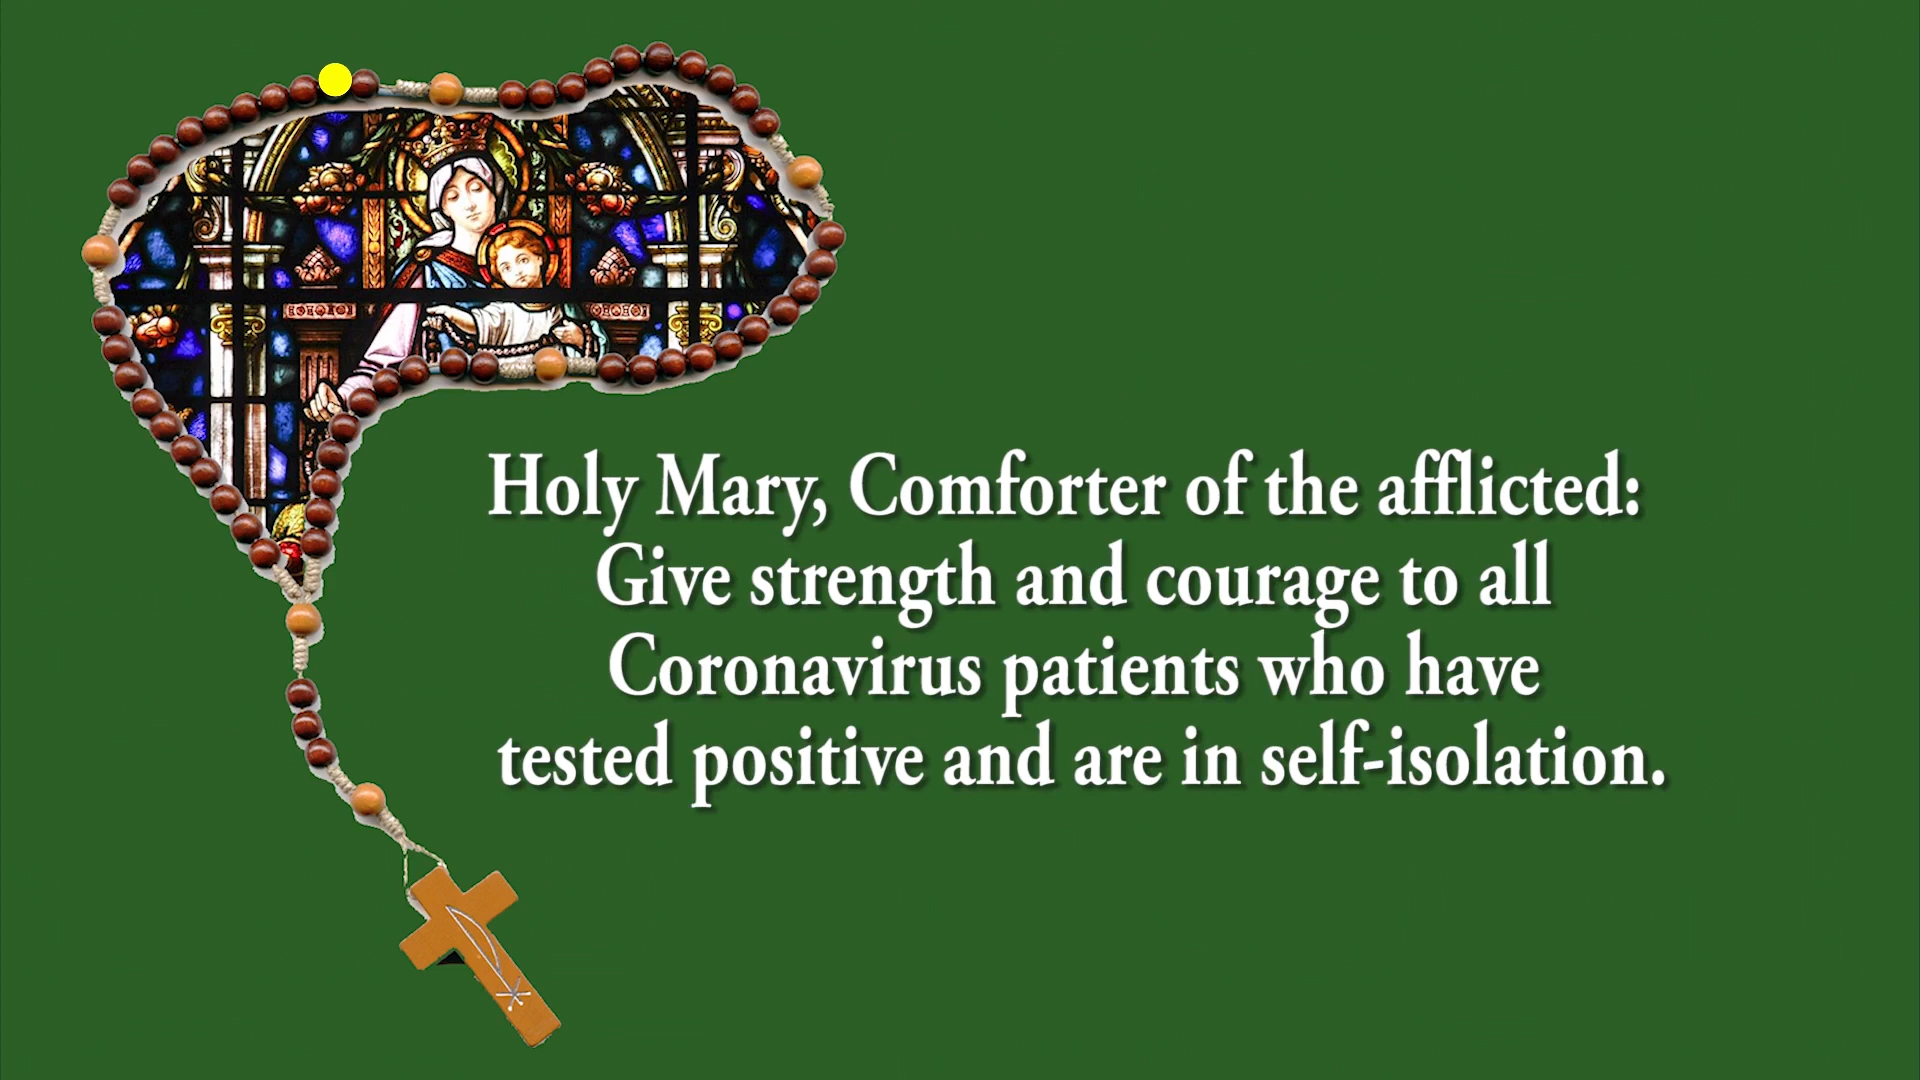 Holy Mary, Comforter of the afflicted:
Give strength and courage to all
Coronavirus patients who have
tested positive and are in self-isolation.